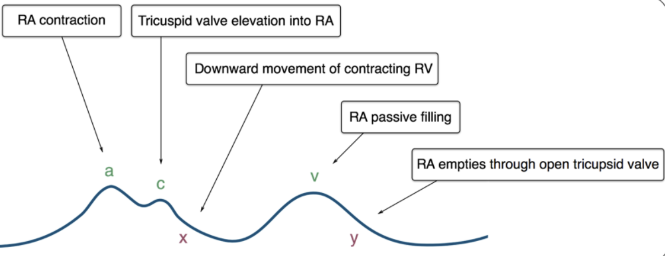 RA contraction
Tricuspid valve elevation into RA
Downward movement of contracting RV
RA passive filling
RA empties through open tricupsid valve
a
c
v
x
y